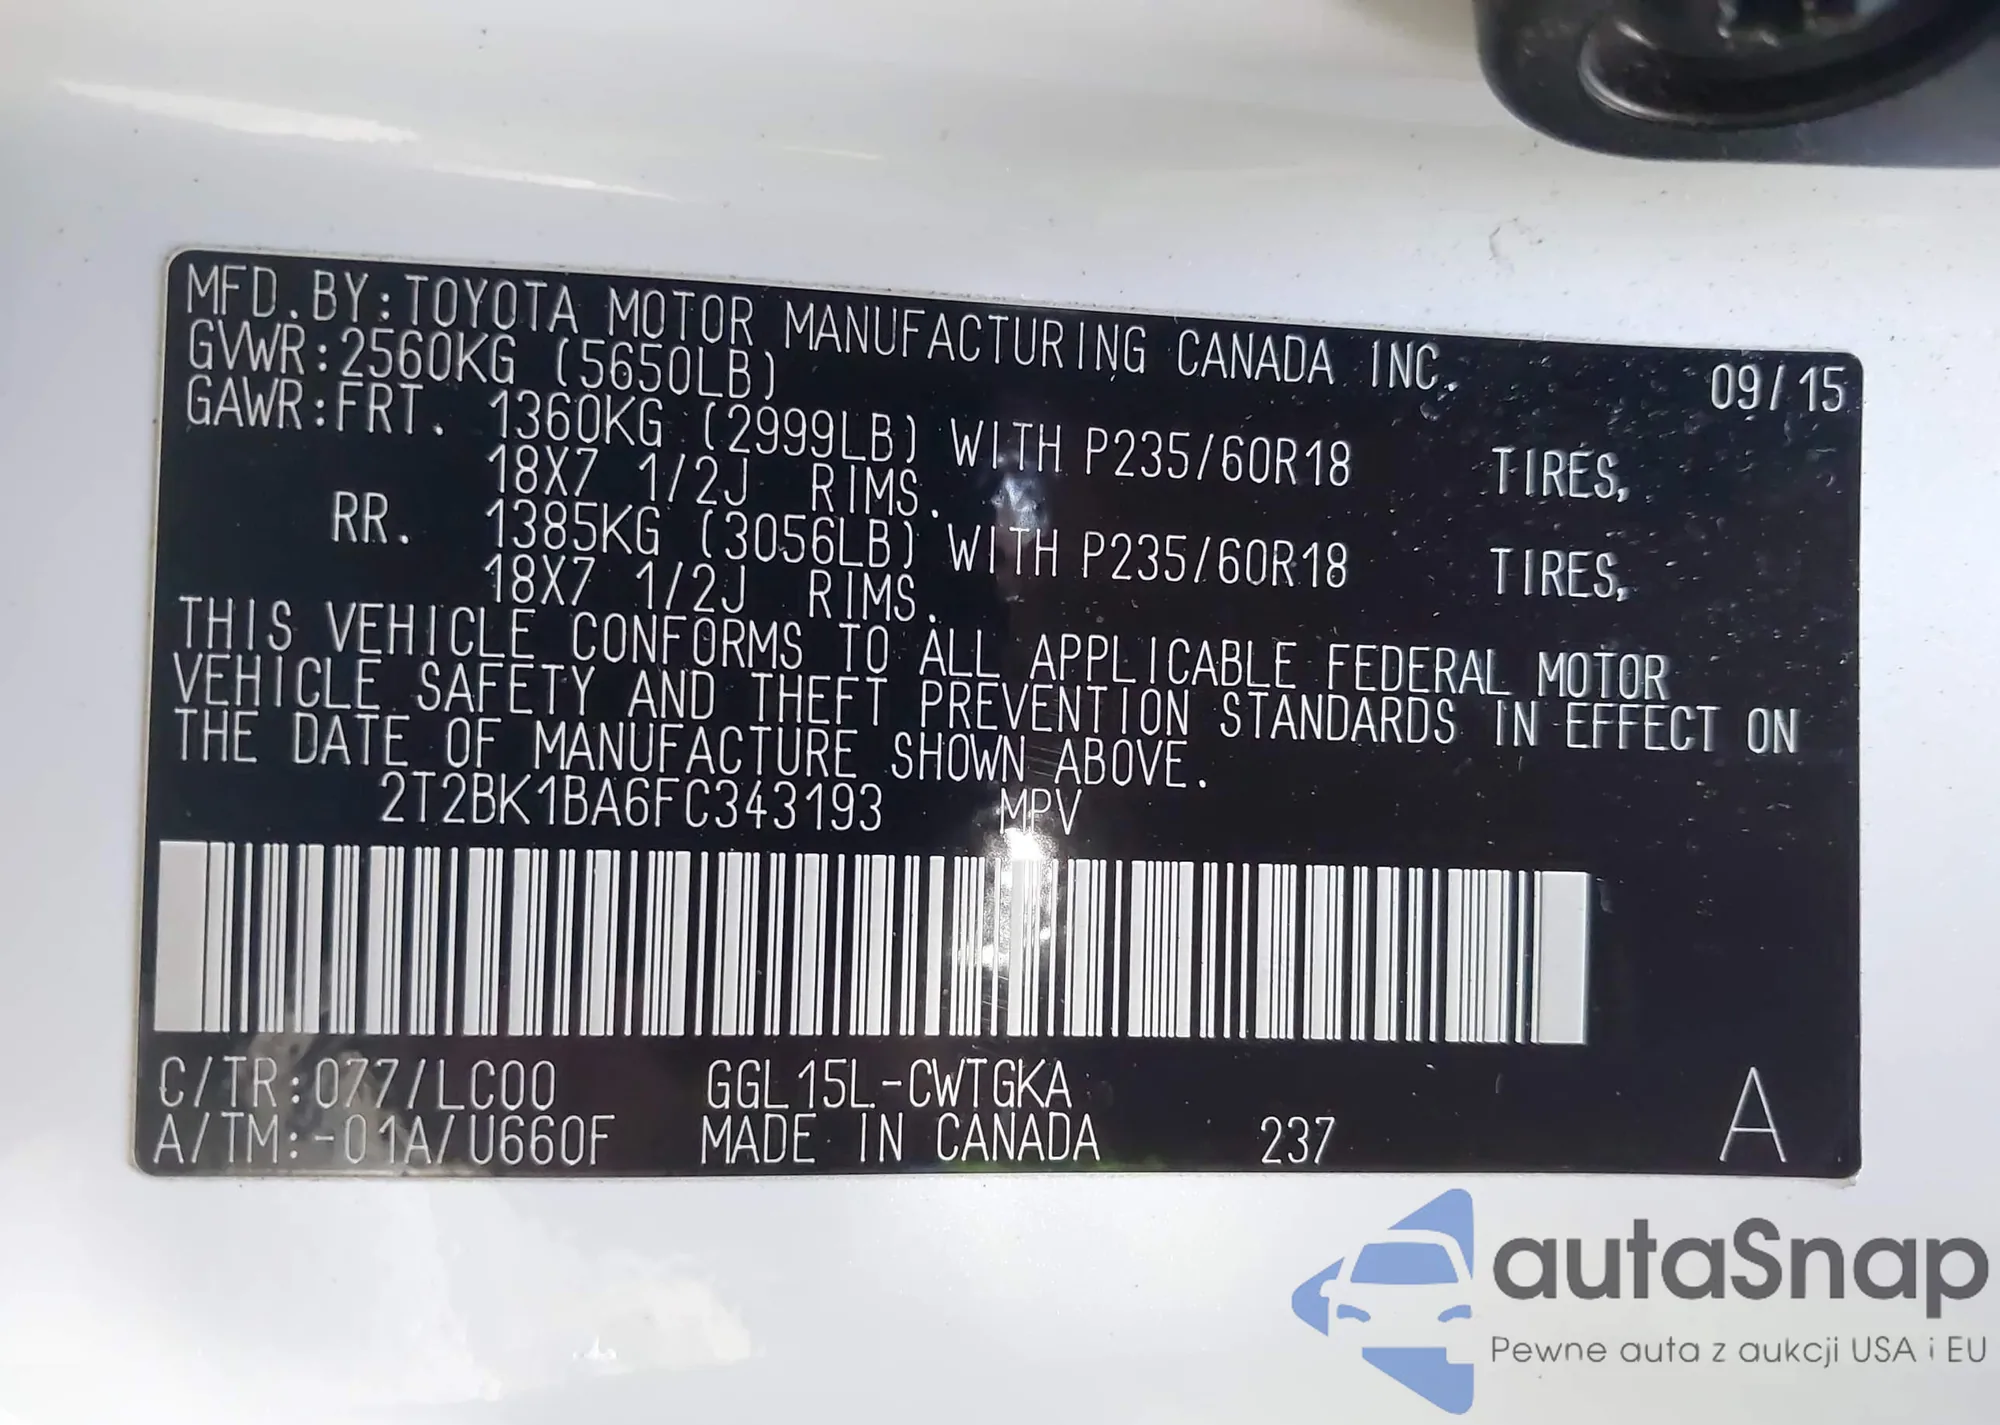 MFD. BY: TOYOTA MOTOR MANUFACTURING CANADA INC. 09/15
GVWR: 2560KG (5650LB)
GAWR: FRT. 1360KG (2999LB) WITH P235/60R18 TIRES,
18X7 1/2J RIMS.
RR. 1385KG (3056LB) WITH P235/60R18 TIRES,
18X7 1/2J RIMS.
THIS VEHICLE CONFORMS TO ALL APPLICABLE FEDERAL MOTOR
VEHICLE SAFETY AND THEFT PREVENTION STANDARDS IN EFFECT ON
THE DATE OF MANUFACTURE SHOWN ABOVE.
2T2BK1BA6FC343193 MPV
C/TR: 077/LC00 GGL15L-CWTGKA
A/TM: -01A/U660F MADE IN CANADA 237 A
autaSnap
Pewne auta z aukcji USA i EU